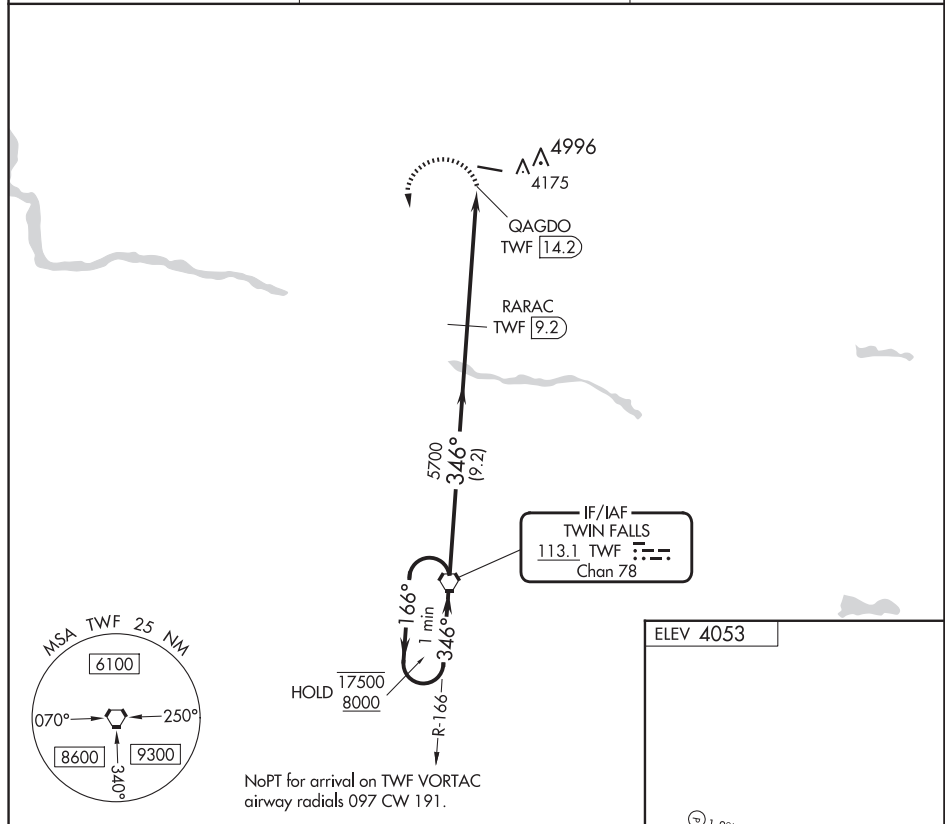 4996
4175
QAGDO
TWF 14.2
RARAC
TWF 9.2
5700
346°
(9.2)
IF/IAF
TWIN FALLS
113.1 TWF
Chan 78
166°
1 min
346°
HOLD 17500
8000
R-166
MSA TWF 25 NM
6100
070°
250°
8600
9300
340°
NoPT for arrival on TWF VORTAC
airway radials 097 CW 191.
ELEV 4053
P